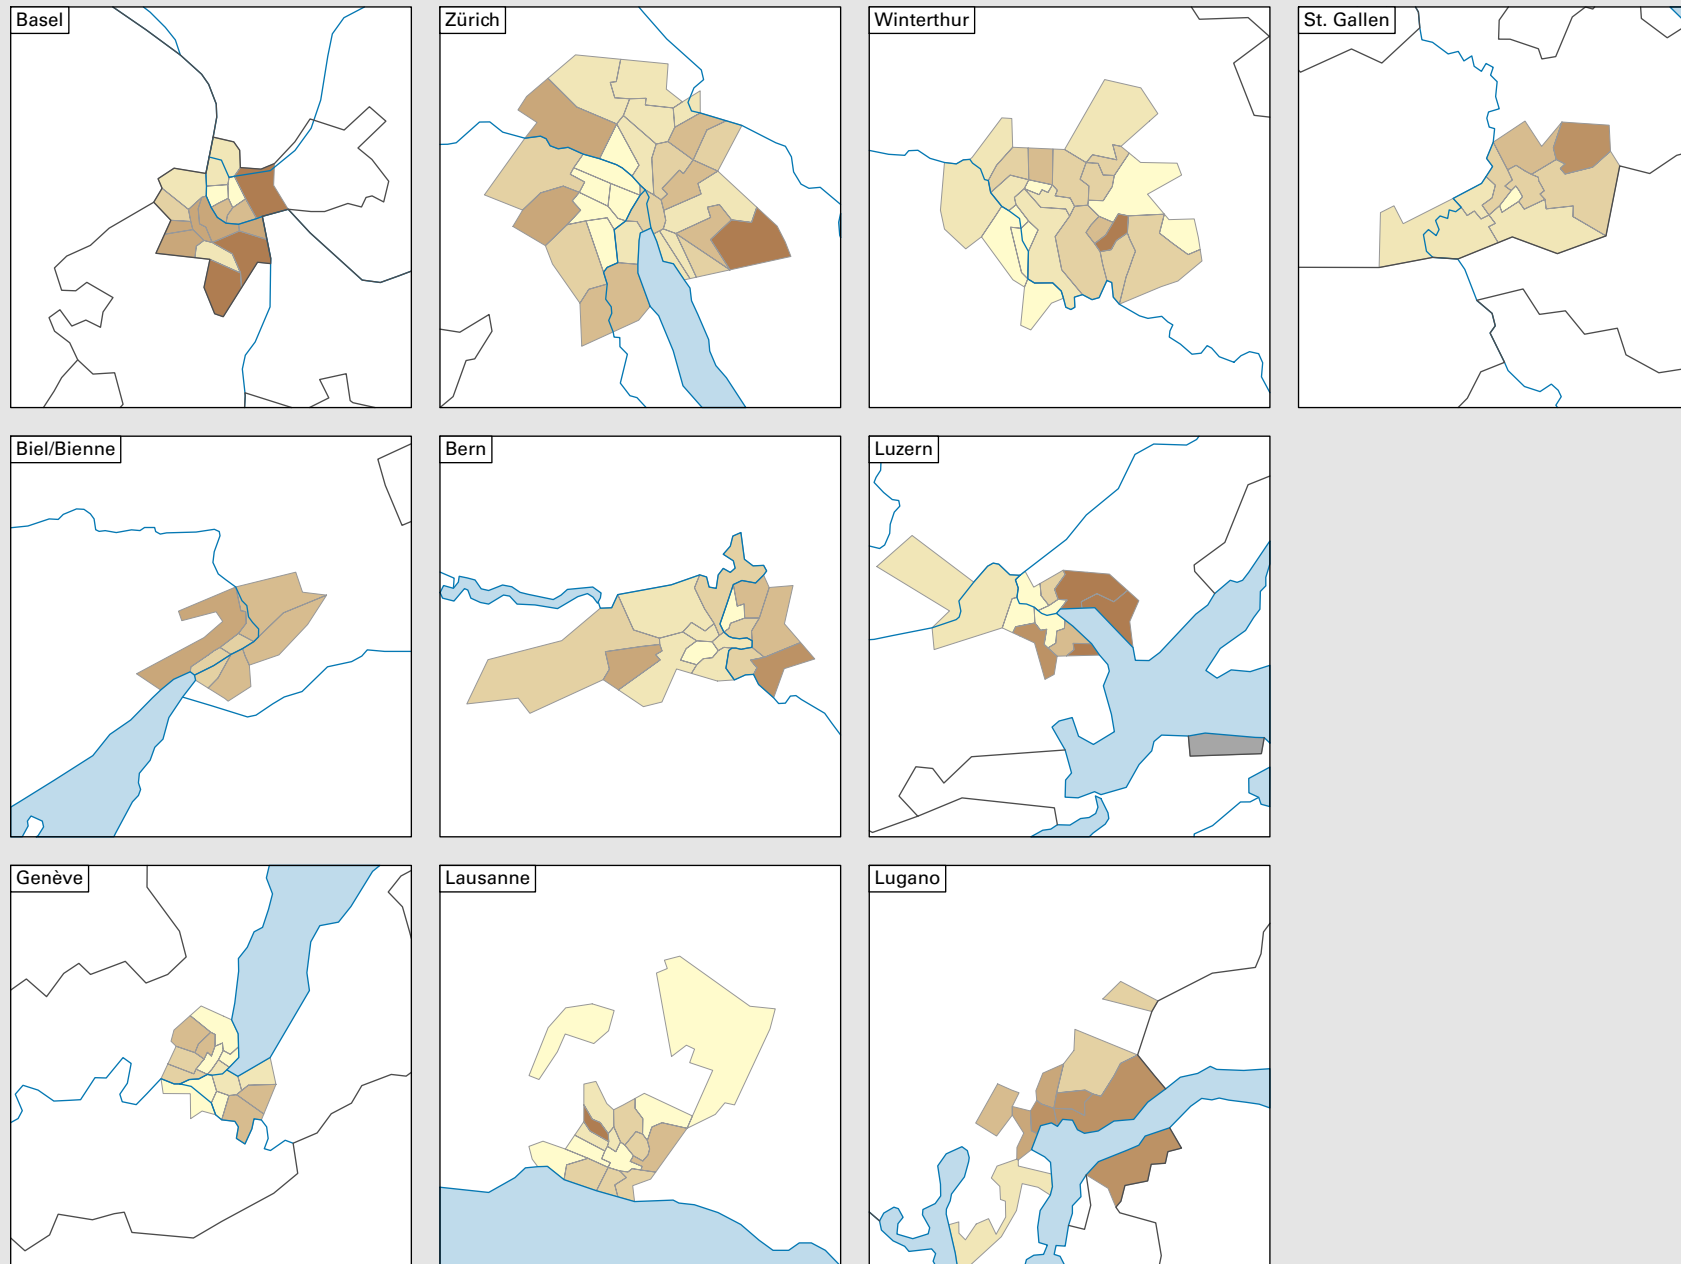 Basel
Zürich
Winterthur
St. Gallen
Biel/Bienne
Bern
Luzern
Genève
Lausanne
Lugano